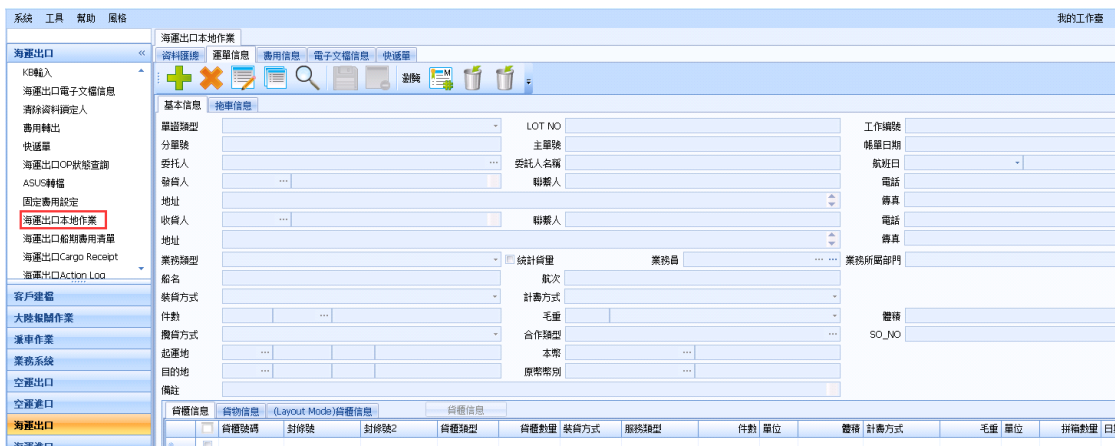 系統 工具 幫助 風格 我的工作臺
海運出口本地作業
海運出口 «
資料匯總 運單信息 費用信息 電子文檔信息 快遞單
KB輸入
海運出口電子文檔信息
清除資料鎖定人
費用轉出
快遞單
海運出口OP狀態查詢
ASUS轉檔
固定費用設定
海運出口本地作業
海運出口船期費用清單
海運出口Cargo Receipt
海運出口Action Log
客戶建檔
大陸報關作業
派車作業
業務系統
空運出口
空運進口
海運出口
海運進口
瀏覽
基本信息 拖車信息
單證類型 LOT NO 工作編號
分單號 主單號 帳單日期
委托人 委託人名稱 航班日
發貨人 聯繫人 電話
地址 傳真
收貨人 聯繫人 電話
地址 傳真
業務類型 統計貨量 業務員 業務所屬部門
船名 航次
裝貨方式 計費方式
件數 毛重 體積
攬貨方式 合作類型 SO_NO
起運地 本幣
目的地 原幣幣別
備註
貨櫃信息 貨物信息 (Layout Mode)貨櫃信息 貨櫃信息
貨櫃號碼 封條號 封條號2 貨櫃類型 貨櫃數量 裝貨方式 服務類型 件數 單位 體積 計費方式 毛重 單位 拼箱數量